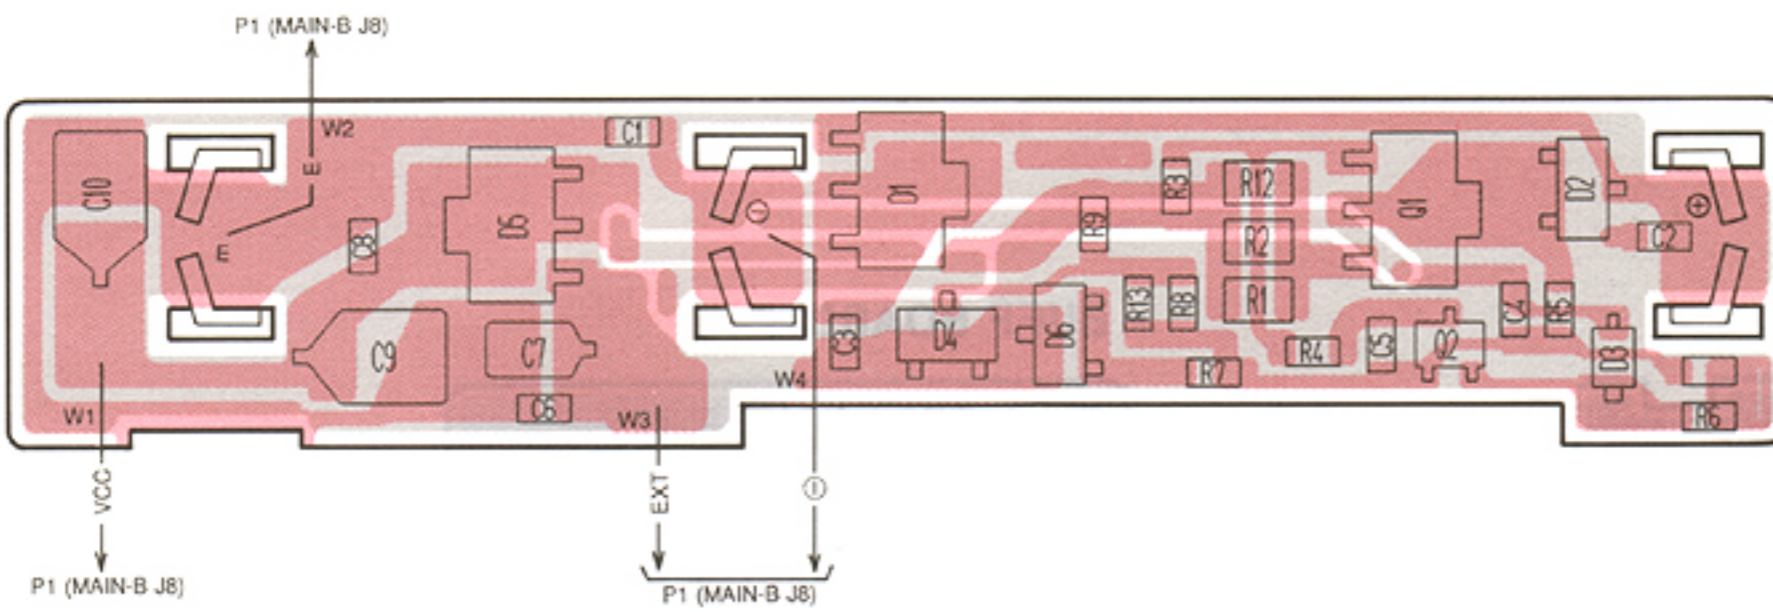 P1 (MAIN-B J8)
W2
C1
E
C10
D5
D1
R3
R12
Q1
D2
C8
E
R9
R2
C2
R13
R8
R1
C4
R5
C9
C7
C3
D4
D6
R7
R4
C5
Q2
D3
W1
C6
W3
W4
R6
VCC
EXT
P1 (MAIN-B J8)
P1 (MAIN-B J8)